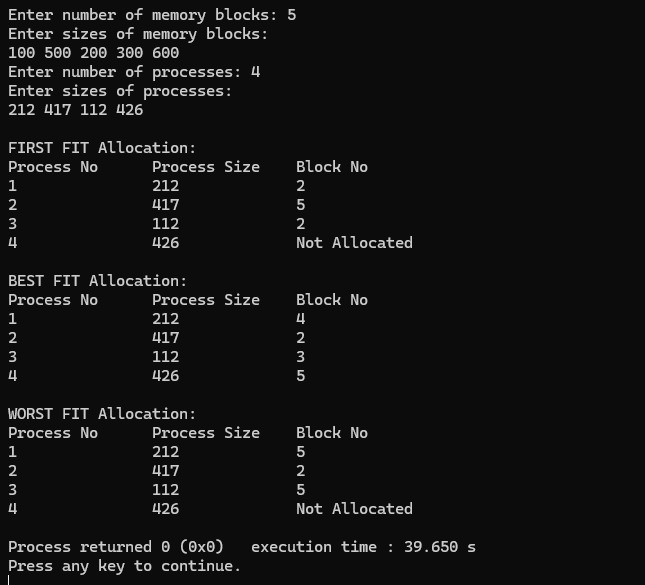 Enter number of memory blocks: 5
Enter sizes of memory blocks:
100 500 200 300 600
Enter number of processes: 4
Enter sizes of processes:
212 417 112 426

FIRST FIT Allocation:
Process No      Process Size    Block No
1               212             2
2               417             5
3               112             2
4               426             Not Allocated

BEST FIT Allocation:
Process No      Process Size    Block No
1               212             4
2               417             2
3               112             3
4               426             5

WORST FIT Allocation:
Process No      Process Size    Block No
1               212             5
2               417             2
3               112             5
4               426             Not Allocated

Process returned 0 (0x0)   execution time : 39.650 s
Press any key to continue.